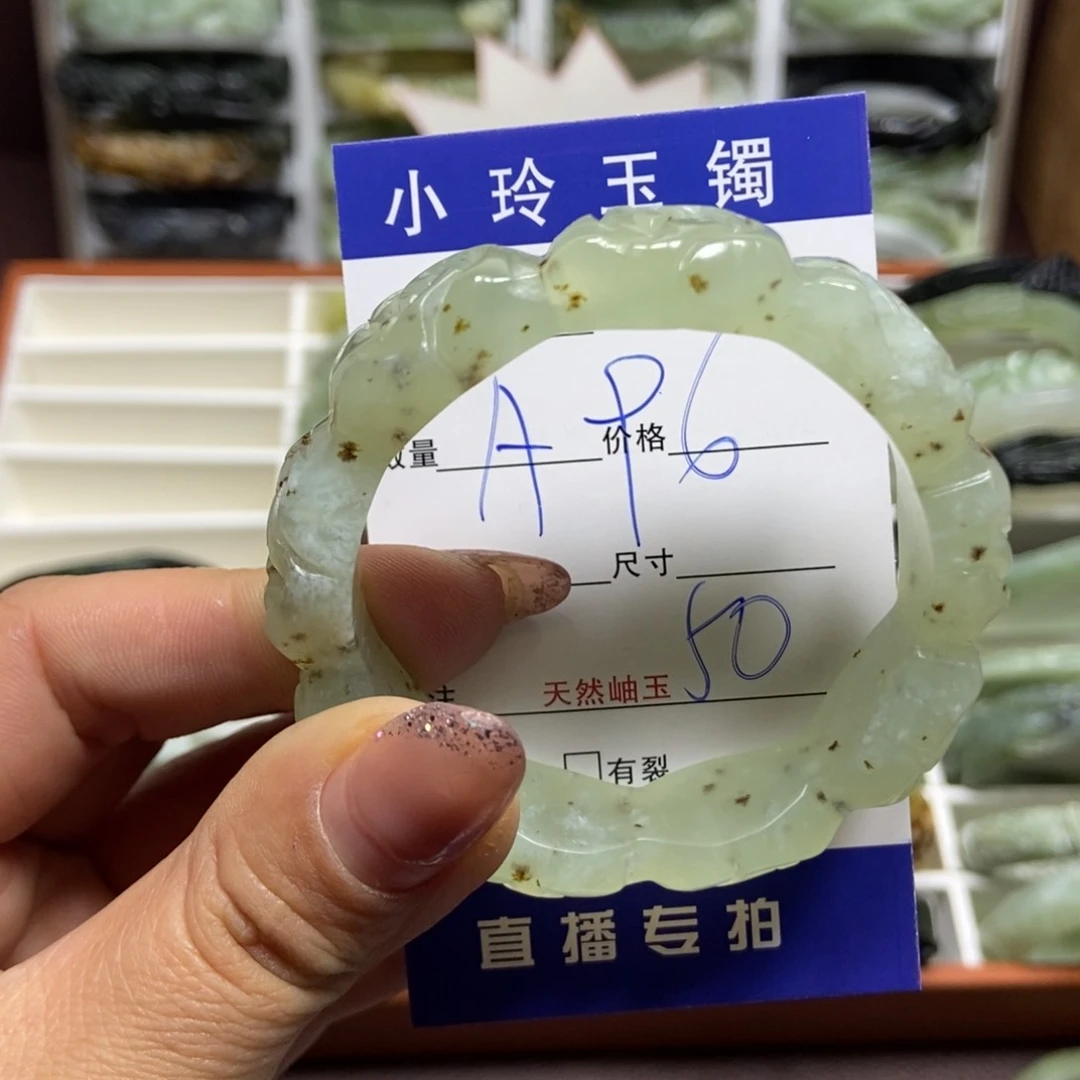 小玲玉镯
数量 A P 6 价格
尺寸
50
天然岫玉
有裂
直播专拍